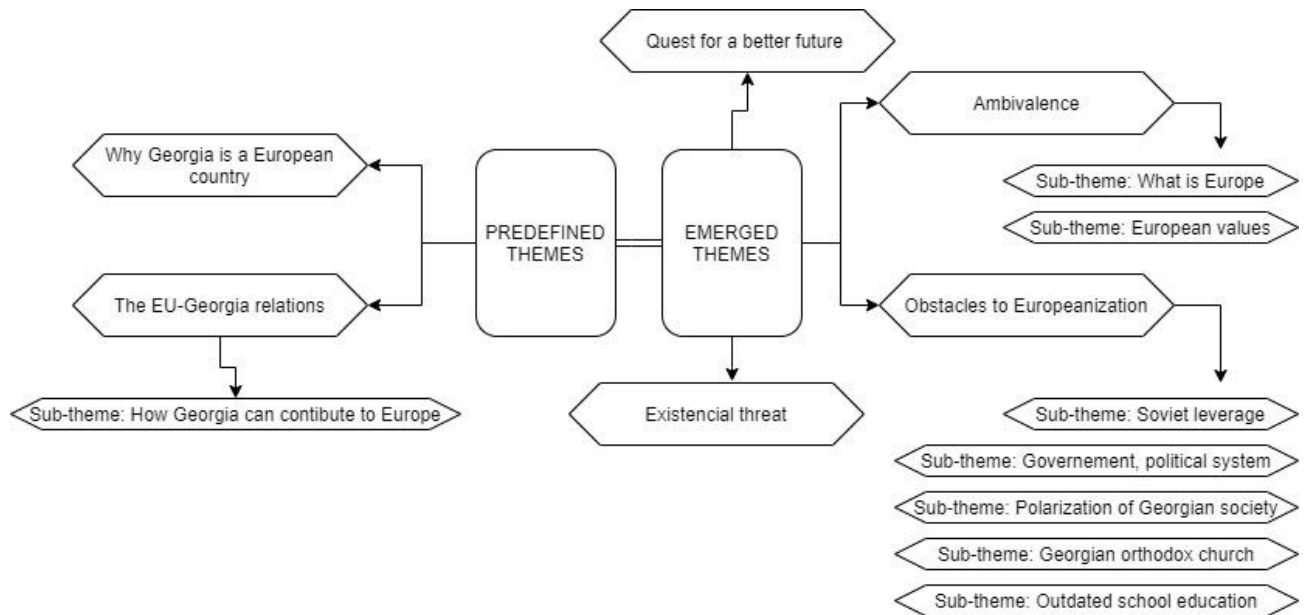 Quest for a better future
Ambivalence
Why Georgia is a European
country
Sub-theme: What is Europe
Sub-theme: European values
PREDEFINED
THEMES
EMERGED
THEMES
The EU-Georgia relations
Obstacles to Europeanization
Sub-theme: How Georgia can contibute to Europe
Existencial threat
Sub-theme: Soviet leverage
Sub-theme: Governement, political system
Sub-theme: Polarization of Georgian society
Sub-theme: Georgian orthodox church
Sub-theme: Outdated school education